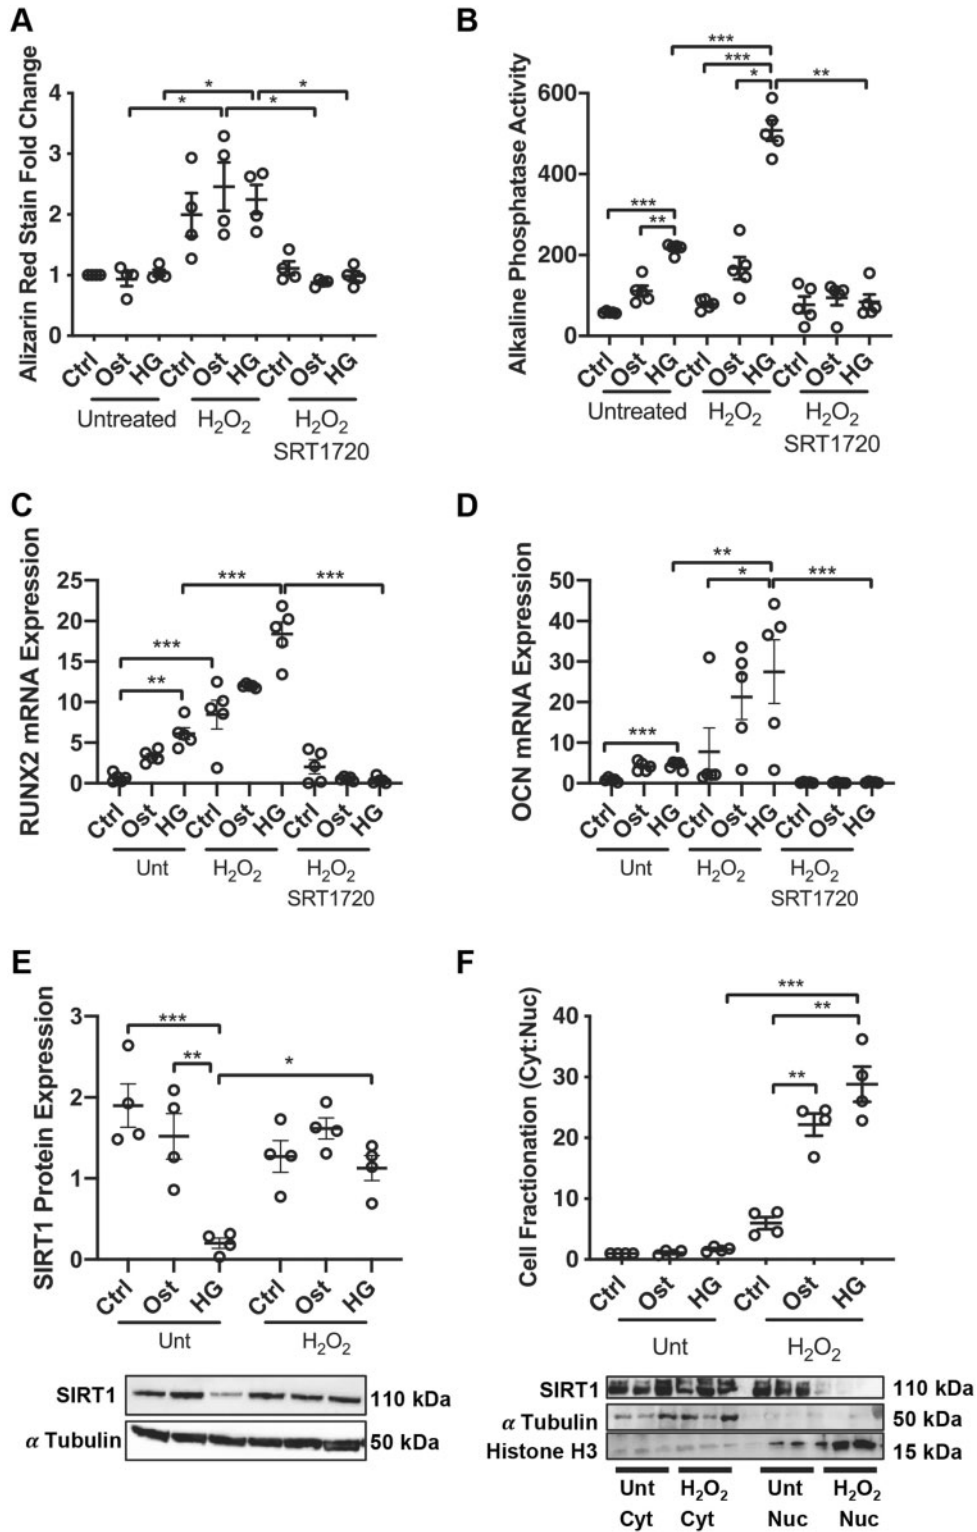 A
Alizarin Red Stain Fold Change
4
3
2
1
0
*
*
*
*
Ctrl
Ost
HG
Ctrl
Ost
HG
Ctrl
Ost
HG
Untreated
H2O2
H2O2
SRT1720
B
Alkaline Phosphatase Activity
600
400
200
0
***
***
*
**
***
**
Ctrl
Ost
HG
Ctrl
Ost
HG
Ctrl
Ost
HG
Untreated
H2O2
H2O2
SRT1720
C
RUNX2 mRNA Expression
25
20
15
10
5
0
***
***
***
**
Ctrl
Ost
HG
Ctrl
Ost
HG
Ctrl
Ost
HG
Unt
H2O2
H2O2
SRT1720
D
OCN mRNA Expression
50
40
30
20
10
0
**
*
***
***
Ctrl
Ost
HG
Ctrl
Ost
HG
Ctrl
Ost
HG
Unt
H2O2
H2O2
SRT1720
E
SIRT1 Protein Expression
3
2
1
0
***
**
*
Ctrl
Ost
HG
Ctrl
Ost
HG
Unt
H2O2
SIRT1
110 kDa
α Tubulin
50 kDa
F
Cell Fractionation (Cyt:Nuc)
40
30
20
10
0
***
**
**
Ctrl
Ost
HG
Ctrl
Ost
HG
Unt
H2O2
SIRT1
110 kDa
α Tubulin
50 kDa
Histone H3
15 kDa
Unt
Cyt
H2O2
Cyt
Unt
Nuc
H2O2
Nuc